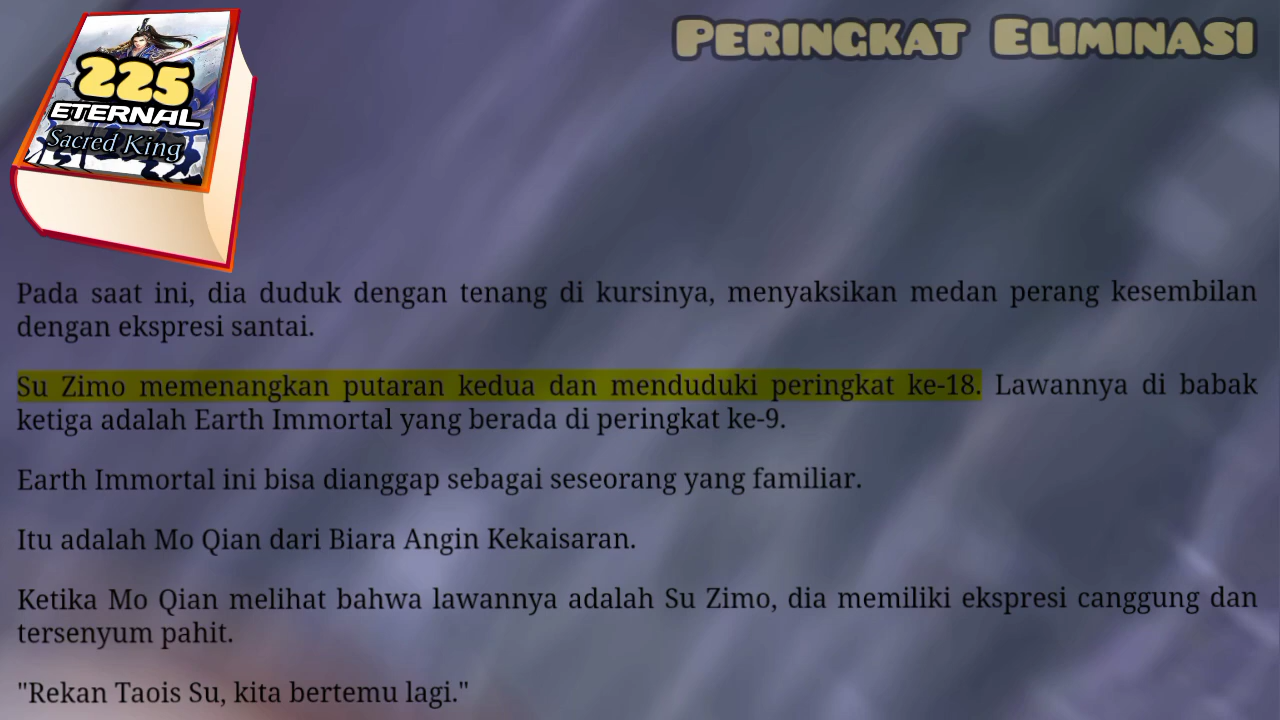 225
ETERNAL
Sacred King
PERINGKAT ELIMINASI
Pada saat ini, dia duduk dengan tenang di kursinya, menyaksikan medan perang kesembilan
dengan ekspresi santai.
Su Zimo memenangkan putaran kedua dan menduduki peringkat ke-18. Lawannya di babak
ketiga adalah Earth Immortal yang berada di peringkat ke-9.
Earth Immortal ini bisa dianggap sebagai seseorang yang familiar.
Itu adalah Mo Qian dari Biara Angin Kekaisaran.
Ketika Mo Qian melihat bahwa lawannya adalah Su Zimo, dia memiliki ekspresi canggung dan
tersenyum pahit.
"Rekan Taois Su, kita bertemu lagi."